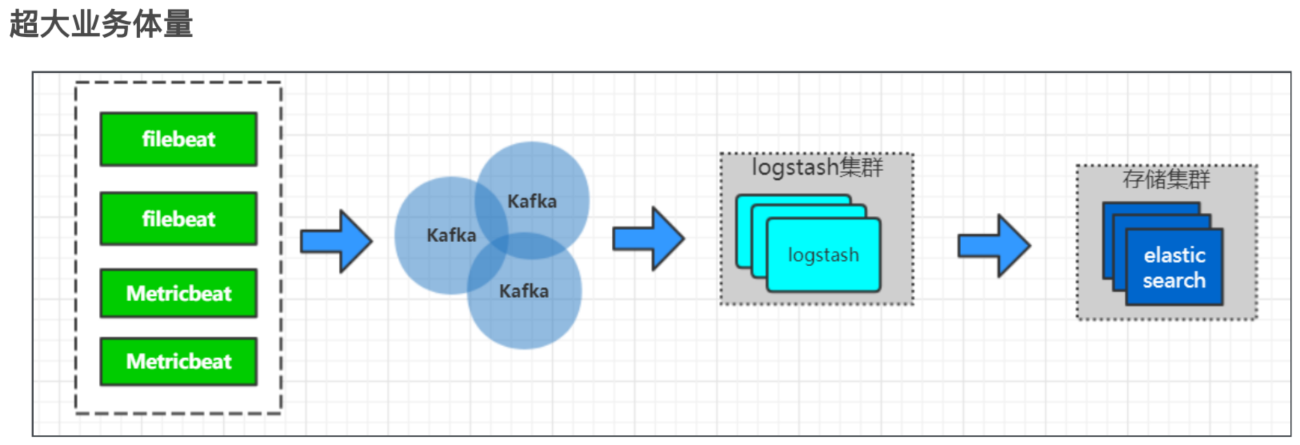 超大业务体量
filebeat
filebeat
Metricbeat
Metricbeat
Kafka
Kafka
Kafka
logstash集群
logstash
存储集群
elastic
search